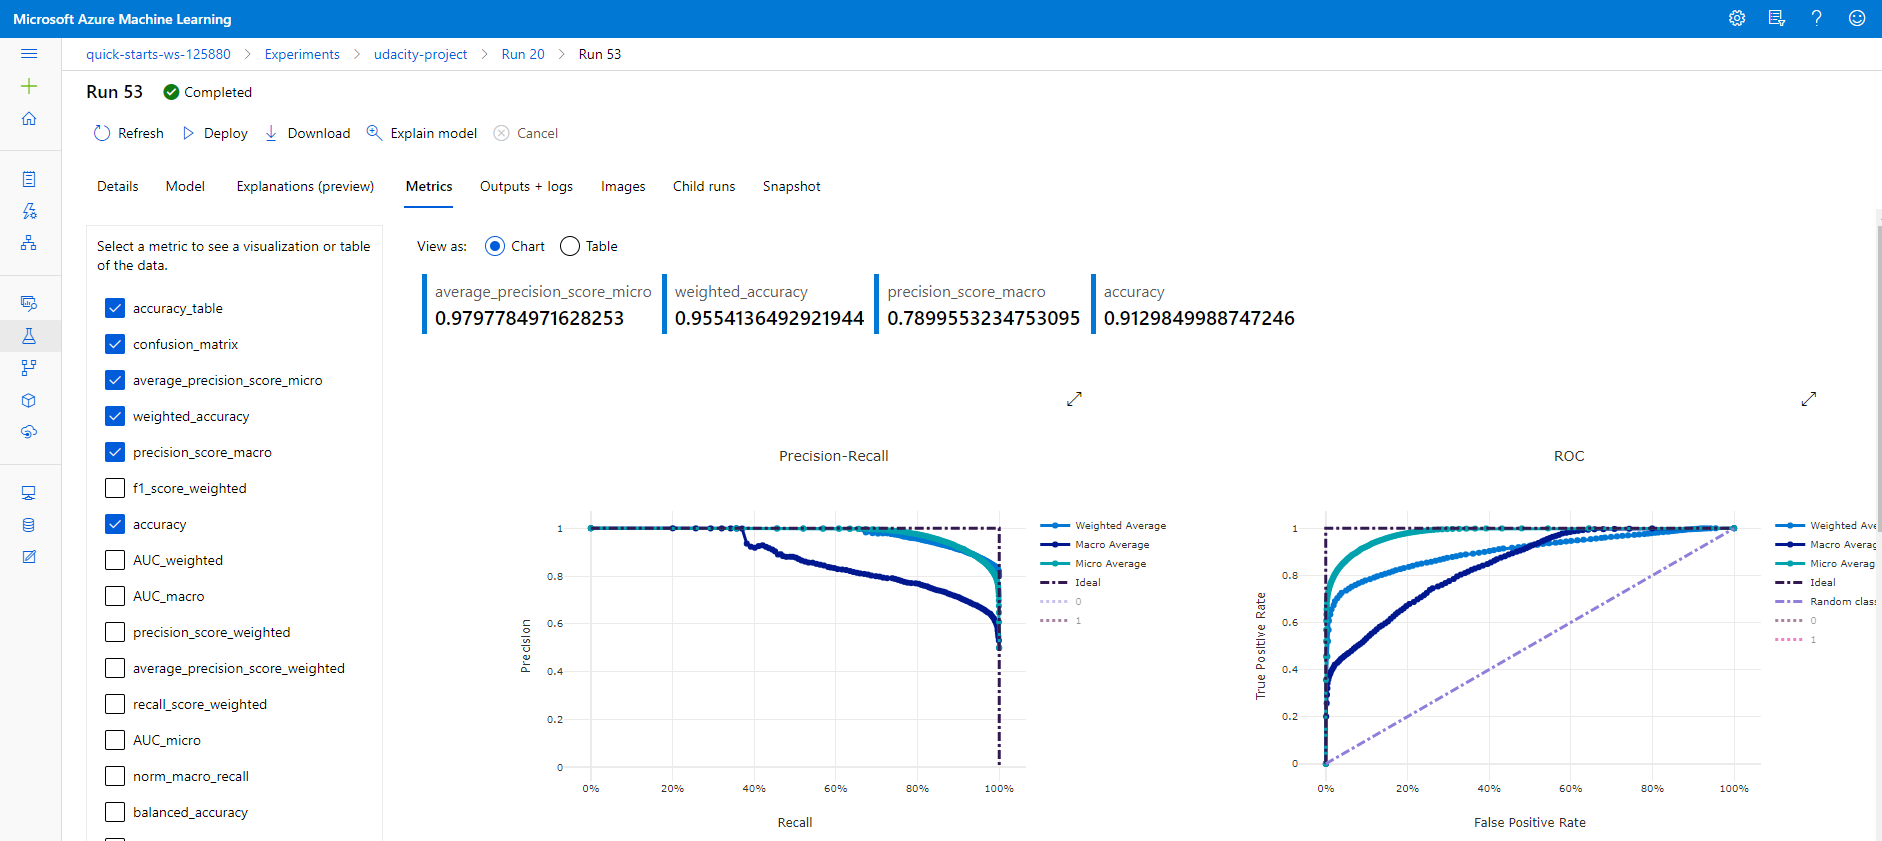 Microsoft Azure Machine Learning
quick-starts-ws-125880 > Experiments > udacity-project > Run 20 > Run 53
Run 53 Completed
Refresh Deploy Download Explain model Cancel
Details Model Explanations (preview) Metrics Outputs + logs Images Child runs Snapshot
Select a metric to see a visualization or table
of the data.
accuracy_table
confusion_matrix
average_precision_score_micro
weighted_accuracy
precision_score_macro
f1_score_weighted
accuracy
AUC_weighted
AUC_macro
precision_score_weighted
average_precision_score_weighted
recall_score_weighted
AUC_micro
norm_macro_recall
balanced_accuracy
View as: Chart Table
average_precision_score_micro
0.9797784971628253
weighted_accuracy
0.9554136492921944
precision_score_macro
0.7899553234753095
accuracy
0.9129849988747246
Precision-Recall
1
0.8
0.6
0.4
0.2
0
Precision
0% 20% 40% 60% 80% 100%
Recall
Weighted Average
Macro Average
Micro Average
Ideal
0
1
ROC
1
0.8
0.6
0.4
0.2
0
True Positive Rate
0% 20% 40% 60% 80% 100%
False Positive Rate
Weighted Ave
Macro Averag
Micro Averag
Ideal
Random class
0
1